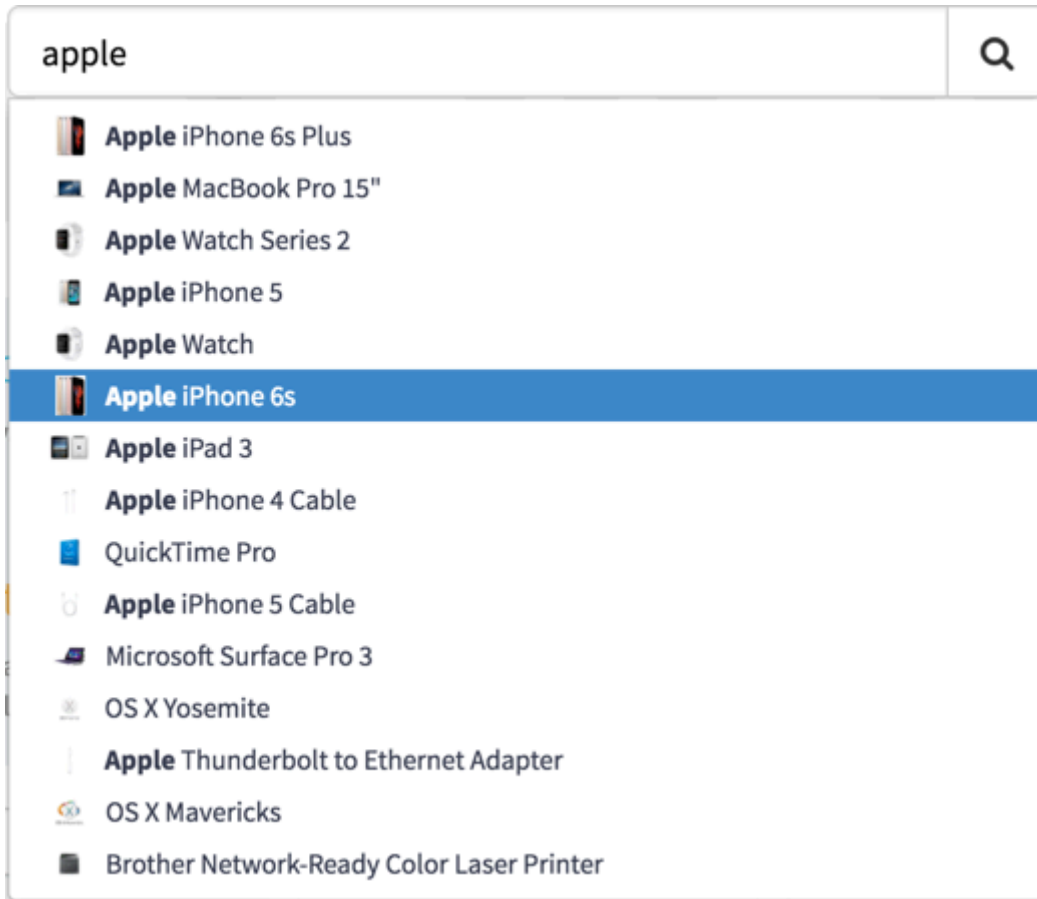 apple
Apple iPhone 6s Plus
Apple MacBook Pro 15"
Apple Watch Series 2
Apple iPhone 5
Apple Watch
Apple iPhone 6s
Apple iPad 3
Apple iPhone 4 Cable
QuickTime Pro
Apple iPhone 5 Cable
Microsoft Surface Pro 3
OS X Yosemite
Apple Thunderbolt to Ethernet Adapter
OS X Mavericks
Brother Network-Ready Color Laser Printer